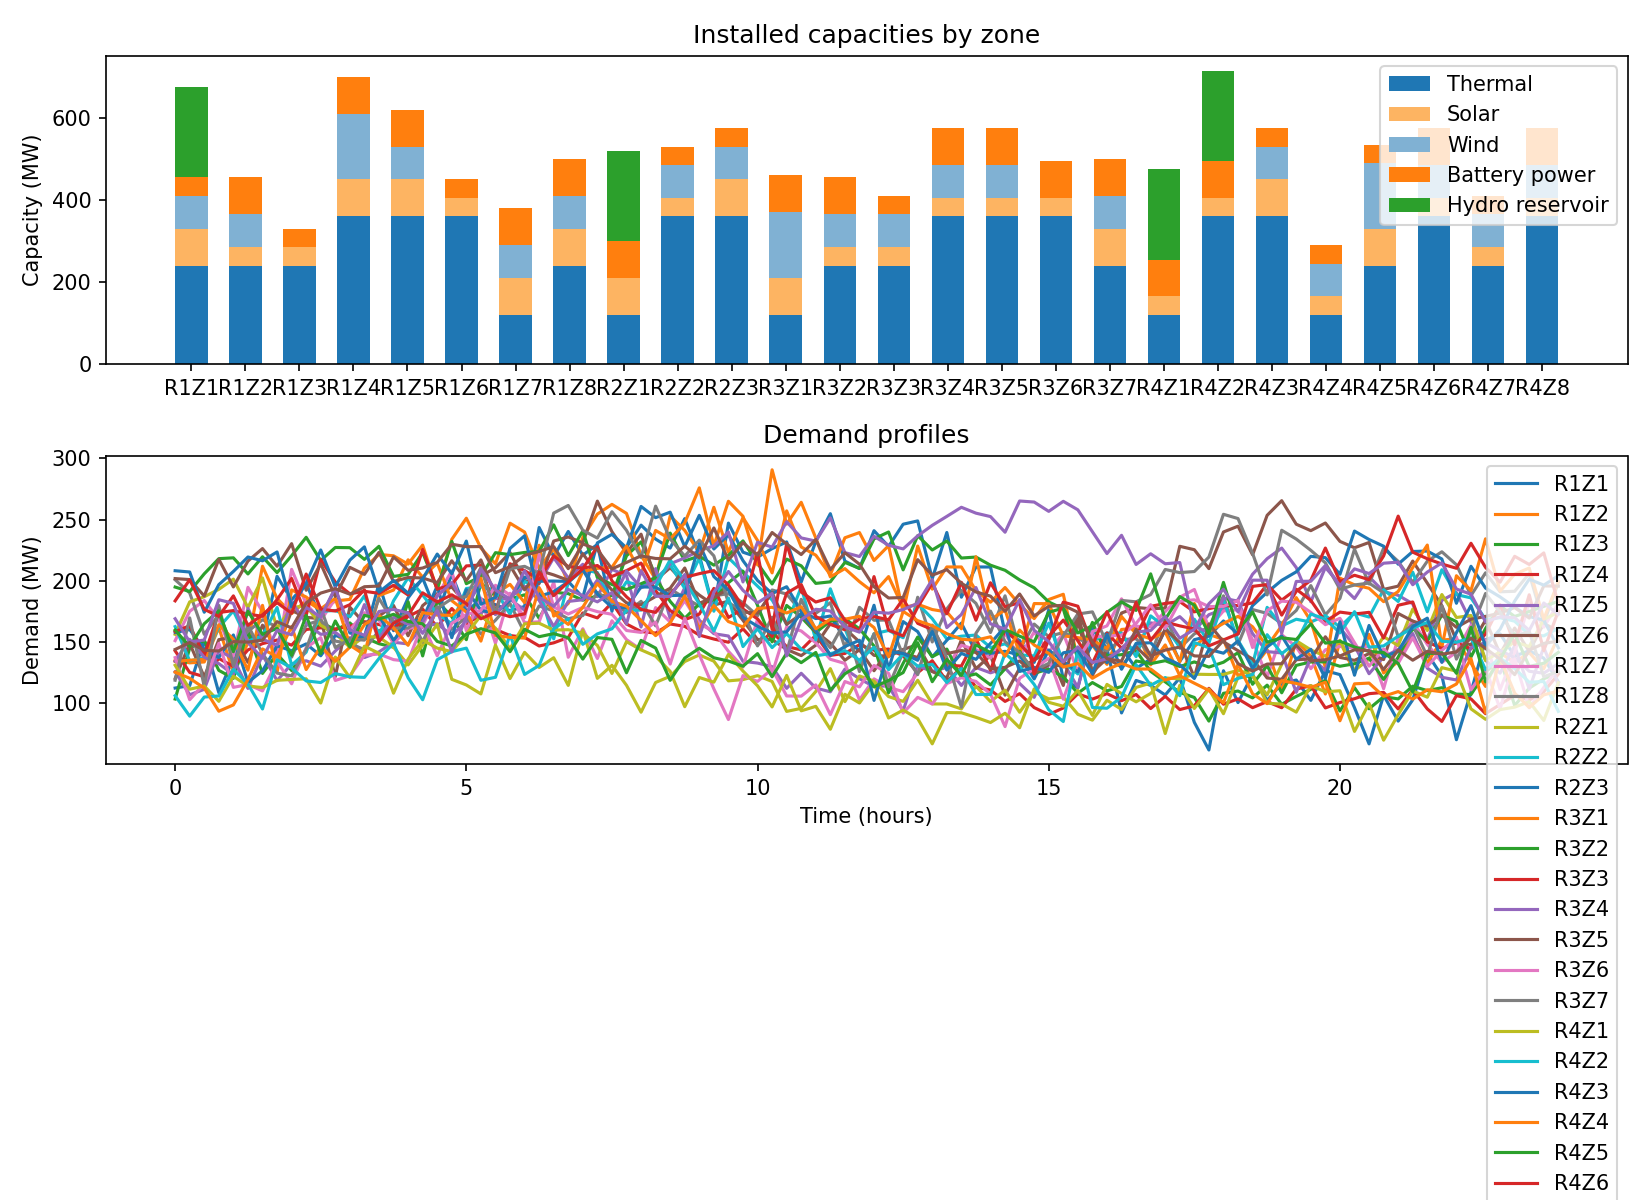 Installed capacities by zone
Capacity (MW)
600
400
200
0
Thermal
Solar
Wind
Battery power
Hydro reservoir
R1Z1R1Z2R1Z3R1Z4R1Z5R1Z6R1Z7R1Z8R2Z1R2Z2R2Z3R3Z1R3Z2R3Z3R3Z4R3Z5R3Z6R3Z7R4Z1R4Z2R4Z3R4Z4R4Z5R4Z6R4Z7R4Z8
Demand profiles
Demand (MW)
300
250
200
150
100
0 5 10 15 20
Time (hours)
R1Z1
R1Z2
R1Z3
R1Z4
R1Z5
R1Z6
R1Z7
R1Z8
R2Z1
R2Z2
R2Z3
R3Z1
R3Z2
R3Z3
R3Z4
R3Z5
R3Z6
R3Z7
R4Z1
R4Z2
R4Z3
R4Z4
R4Z5
R4Z6